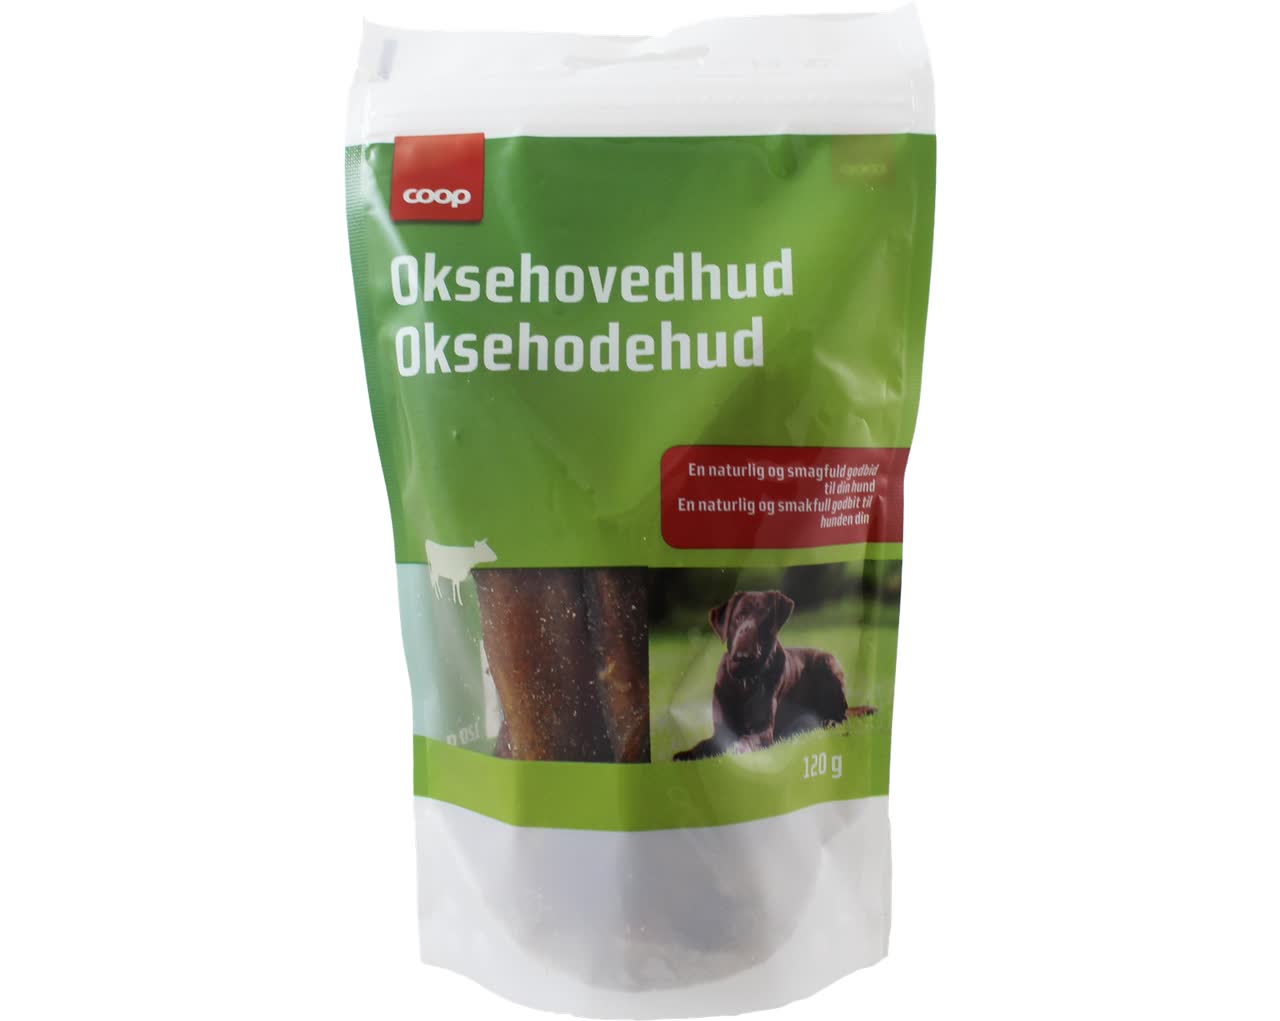 coop
Oksehovedhud
Oksehodehud
En naturlig og smagfuld godbid
til din hund
En naturlig og smakfull godbit til
hunden din
120 g